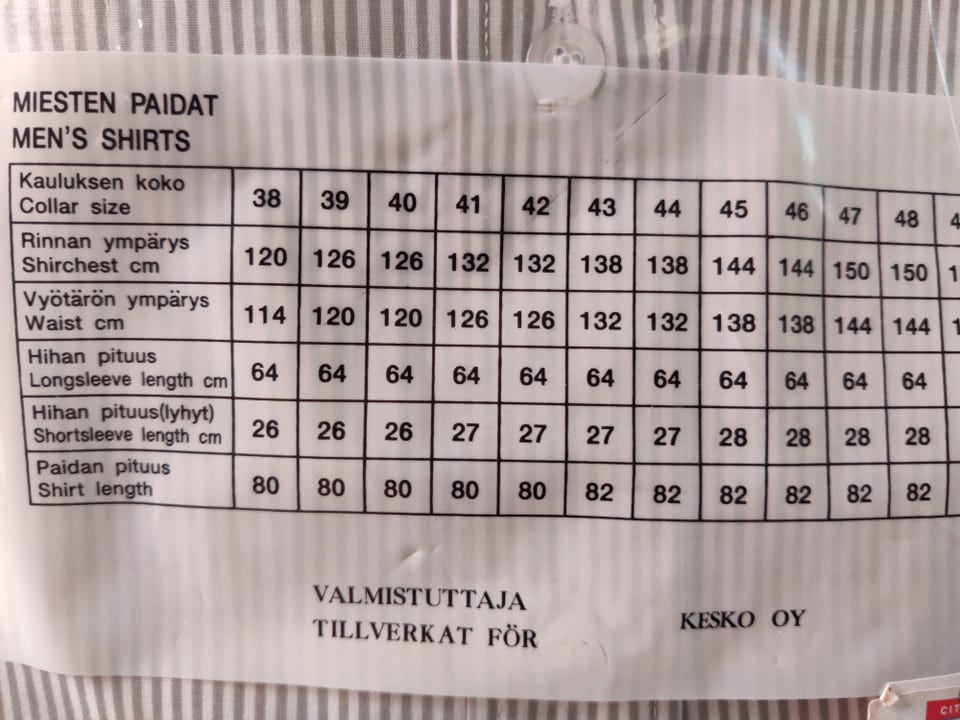 MIESTEN PAIDAT
MEN'S SHIRTS
Kauluksen koko
Collar size 38 39 40 41 42 43 44 45 46 47 48
Rinnan ympärys
Shirchest cm 120 126 126 132 132 138 138 144 144 150 150
Vyötärön ympärys
Waist cm 114 120 120 126 126 132 132 138 138 144 144
Hihan pituus
Longsleeve length cm 64 64 64 64 64 64 64 64 64 64 64
Hihan pituus(lyhyt)
Shortsleeve length cm 26 26 26 27 27 27 27 28 28 28 28
Paidan pituus
Shirt length 80 80 80 80 80 82 82 82 82 82 82
VALMISTUTTAJA
TILLVERKAT FÖR KESKO OY